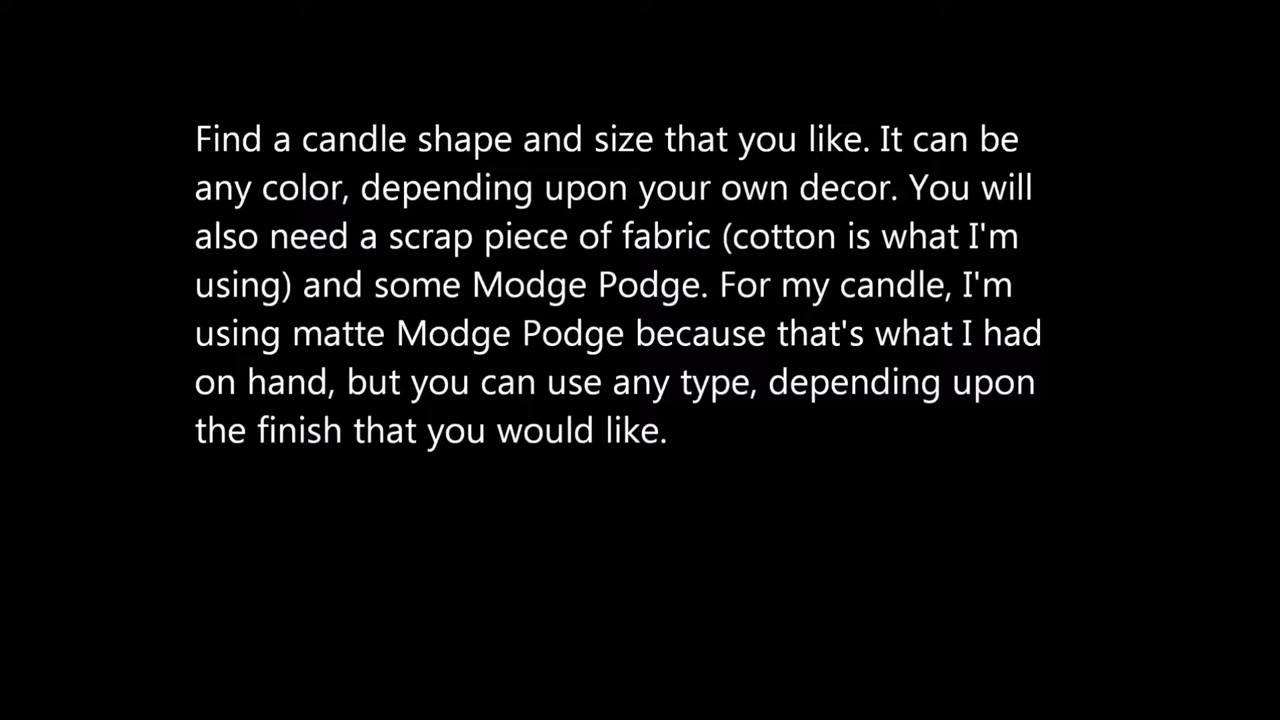 Find a candle shape and size that you like. It can be
any color, depending upon your own decor. You will
also need a scrap piece of fabric (cotton is what I'm
using) and some Modge Podge. For my candle, I'm
using matte Modge Podge because that's what I had
on hand, but you can use any type, depending upon
the finish that you would like.